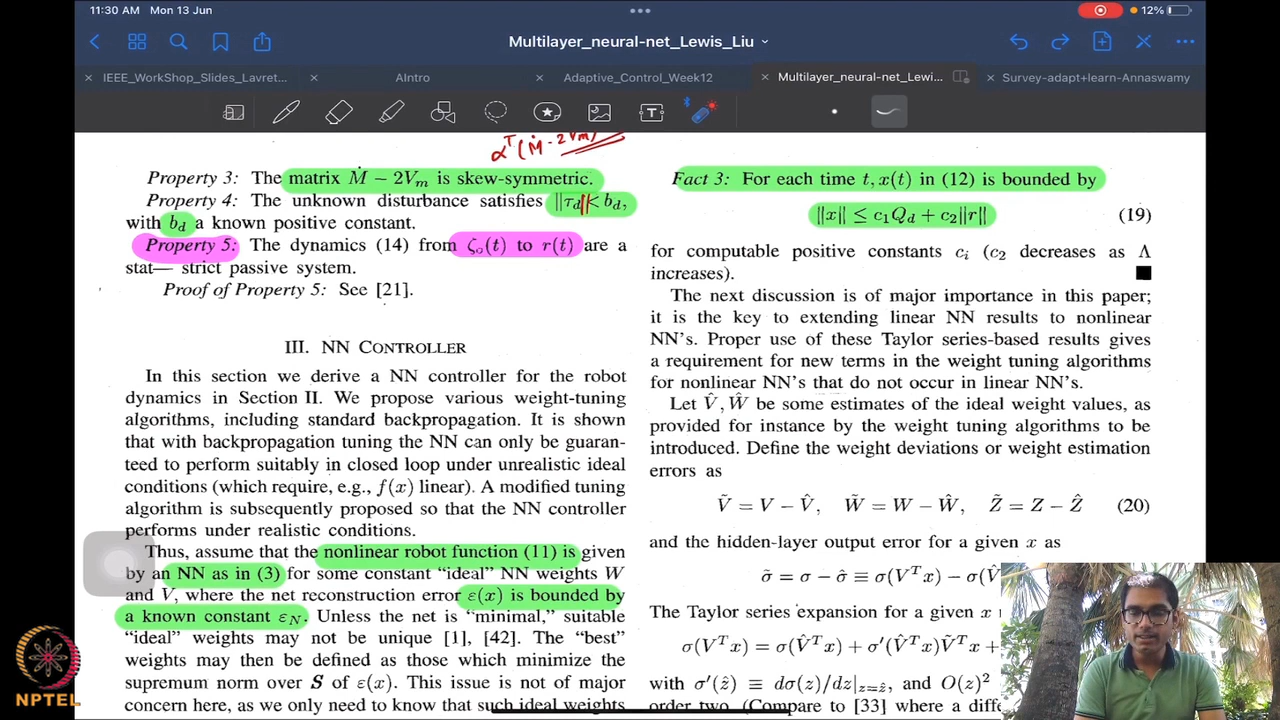 11:30 AM Mon 13 Jun
12%
Multilayer_neural-net_Lewis_Liu
IEEE_WorkShop_Slides_Lavret...
AIntro
Adaptive_Control_Week12
Multilayer_neural-net_Lewi...
Survey-adapt+learn-Annaswamy
Property 3: The matrix Ṁ − 2Vₘ is skew-symmetric.
Property 4: The unknown disturbance satisfies ||τ_d|| < b_d,
with b_d a known positive constant.
Property 5: The dynamics (14) from ζ₀(t) to r(t) are a
stat— strict passive system.
Proof of Property 5: See [21].
III. NN CONTROLLER
In this section we derive a NN controller for the robot
dynamics in Section II. We propose various weight-tuning
algorithms, including standard backpropagation. It is shown
that with backpropagation tuning the NN can only be guaran-
teed to perform suitably in closed loop under unrealistic ideal
conditions (which require, e.g., f(x) linear). A modified tuning
algorithm is subsequently proposed so that the NN controller
performs under realistic conditions.
Thus, assume that the nonlinear robot function (11) is given
by an NN as in (3) for some constant "ideal" NN weights W
and V, where the net reconstruction error ε(x) is bounded by
a known constant ε_N. Unless the net is "minimal," suitable
"ideal" weights may not be unique [1], [42]. The "best"
weights may then be defined as those which minimize the
supremum norm over S of ε(x). This issue is not of major
concern here, as we only need to know that such ideal weights
Fact 3: For each time t, x(t) in (12) is bounded by
||x|| ≤ c₁Q_d + c₂||r|| (19)
for computable positive constants cᵢ (c₂ decreases as Λ
increases).
The next discussion is of major importance in this paper;
it is the key to extending linear NN results to nonlinear
NN's. Proper use of these Taylor series-based results gives
a requirement for new terms in the weight tuning algorithms
for nonlinear NN's that do not occur in linear NN's.
Let V̂, Ŵ be some estimates of the ideal weight values, as
provided for instance by the weight tuning algorithms to be
introduced. Define the weight deviations or weight estimation
errors as
Ṽ = V − V̂, W̃ = W − Ŵ, Z̃ = Z − Ẑ (20)
and the hidden-layer output error for a given x as
σ̃ = σ − σ̂ ≡ σ(Vᵀx) − σ(V̂
The Taylor series expansion for a given x
σ(Vᵀx) = σ(V̂ᵀx) + σ′(V̂ᵀx)Ṽᵀx +
with σ′(ẑ) ≡ dσ(z)/dz|z=ẑ, and O(z)²
order two. (Compare to [33] where a diffe
NPTEL